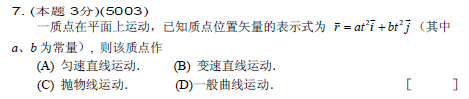 7. (本题 3分)(5003)
一质点在平面上运动，已知质点位置矢量的表示式为 r⃗ = at²i⃗ + bt²j⃗（其中
a、b 为常量），则该质点作
(A) 匀速直线运动． (B) 变速直线运动．
(C) 抛物线运动． (D)一般曲线运动． [ ]